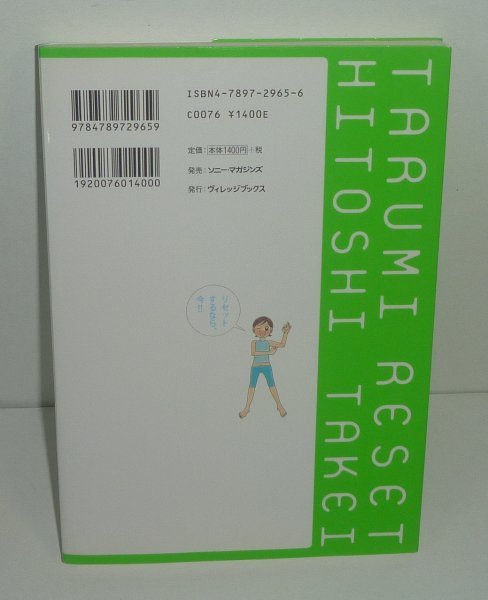 ISBN4-7897-2965-6
C0076 ¥1400E
9784789729659
定価：本体1400円+税
発売：ソニー・マガジンズ
発行：ヴィレッジブックス
1920076014000
リセット
するなら、
今!!
TARUMI RESET
HITOSHI TAKEI